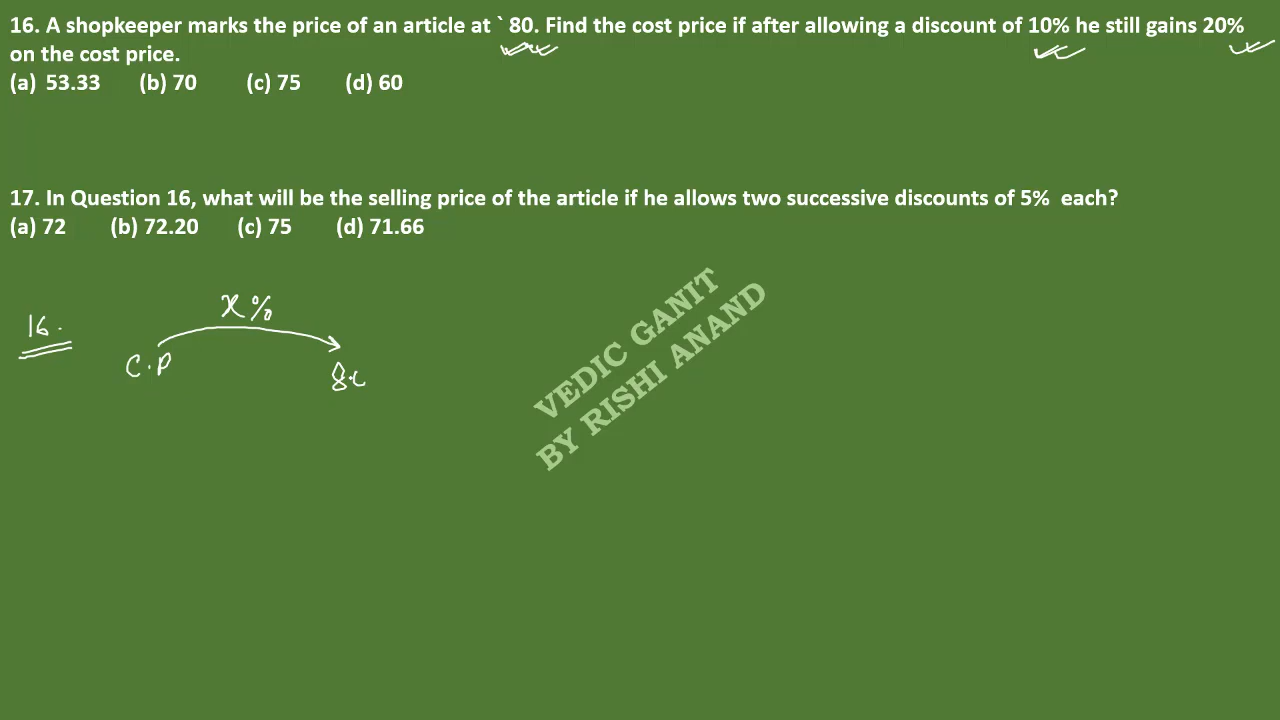 16. A shopkeeper marks the price of an article at ` 80. Find the cost price if after allowing a discount of 10% he still gains 20%
on the cost price.
(a) 53.33 (b) 70 (c) 75 (d) 60
17. In Question 16, what will be the selling price of the article if he allows two successive discounts of 5% each?
(a) 72 (b) 72.20 (c) 75 (d) 71.66
x%
16.
C.P
VEDIC GANIT
BY RISHI ANAND